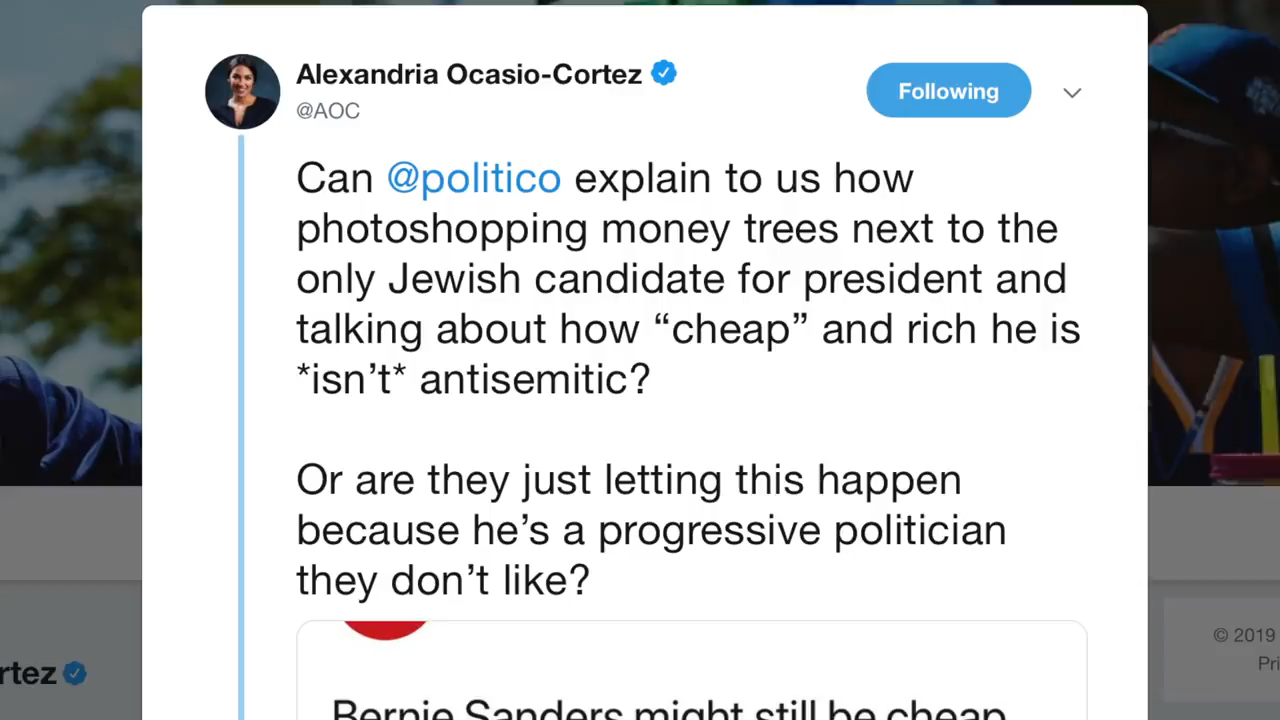 Alexandria Ocasio-Cortez
@AOC
Following
Can @politico explain to us how
photoshopping money trees next to the
only Jewish candidate for president and
talking about how “cheap” and rich he is
*isn’t* antisemitic?
Or are they just letting this happen
because he’s a progressive politician
they don’t like?
© 2019
Pri
rtez
Bernie Sanders might still be cheap